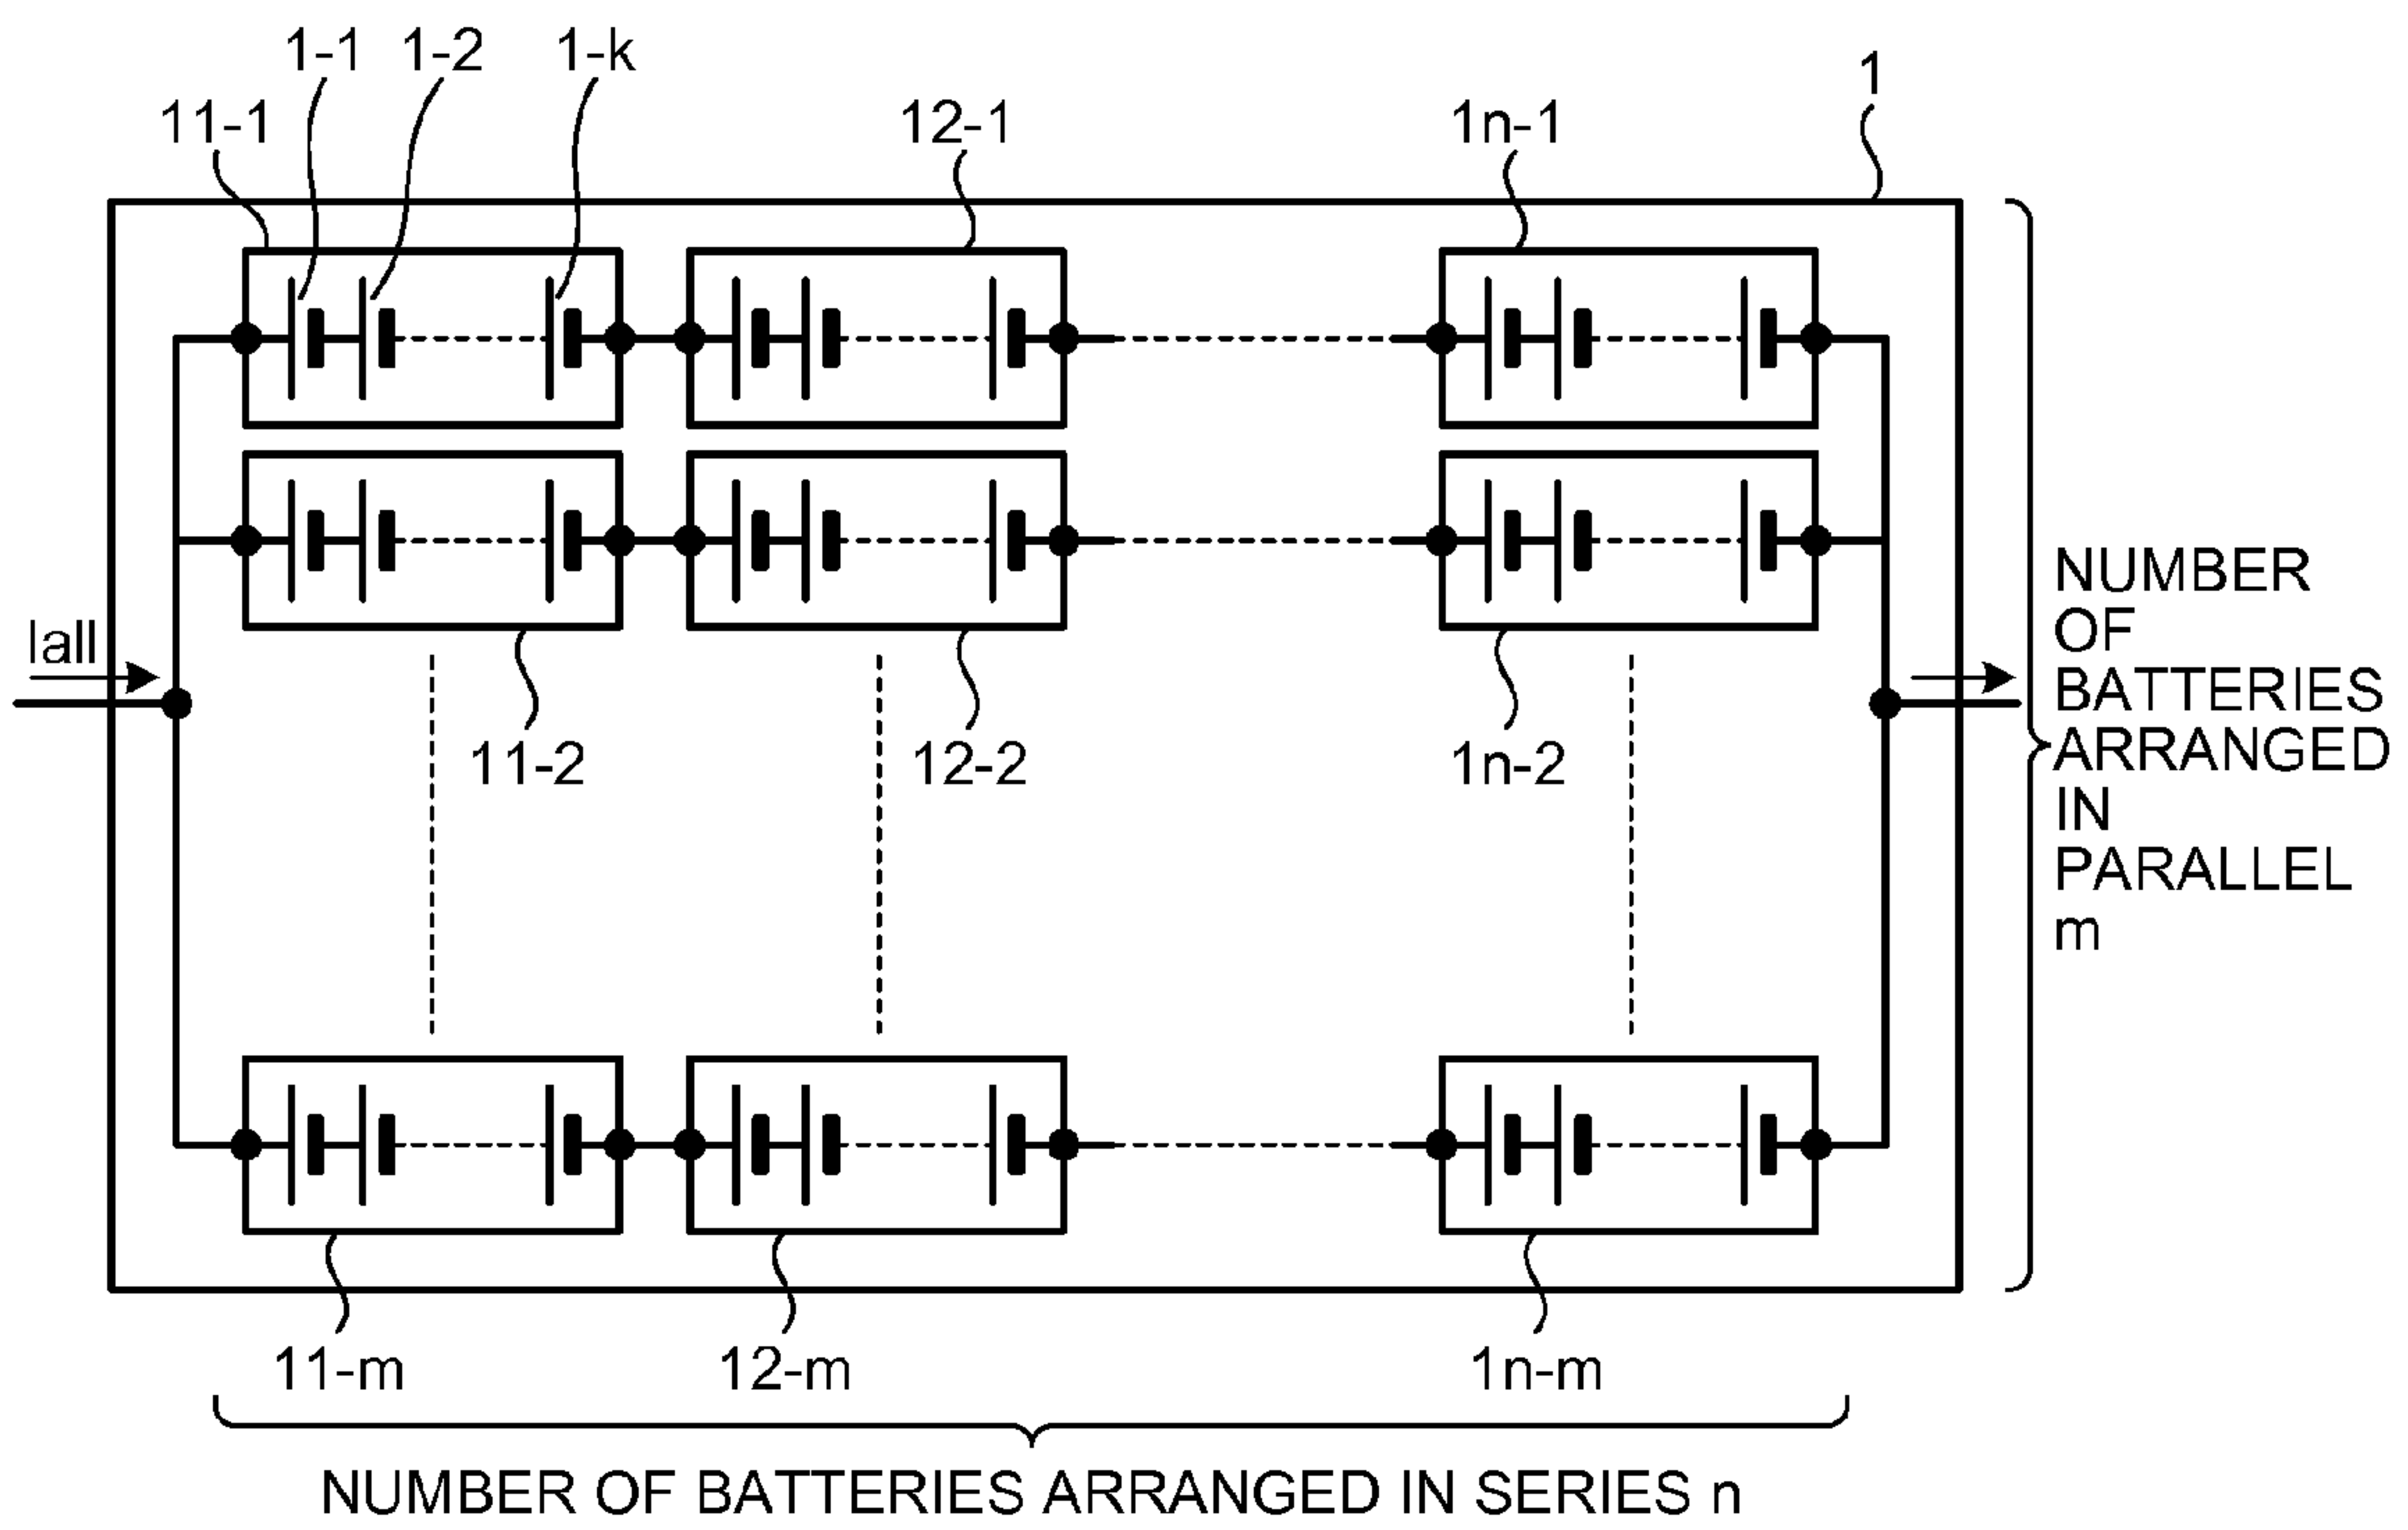 1-1 1-2 1-k 1
11-1 12-1 1n-1
Iall
11-2 12-2 1n-2
NUMBER
OF
BATTERIES
ARRANGED
IN
PARALLEL
m
11-m 12-m 1n-m
NUMBER OF BATTERIES ARRANGED IN SERIES n